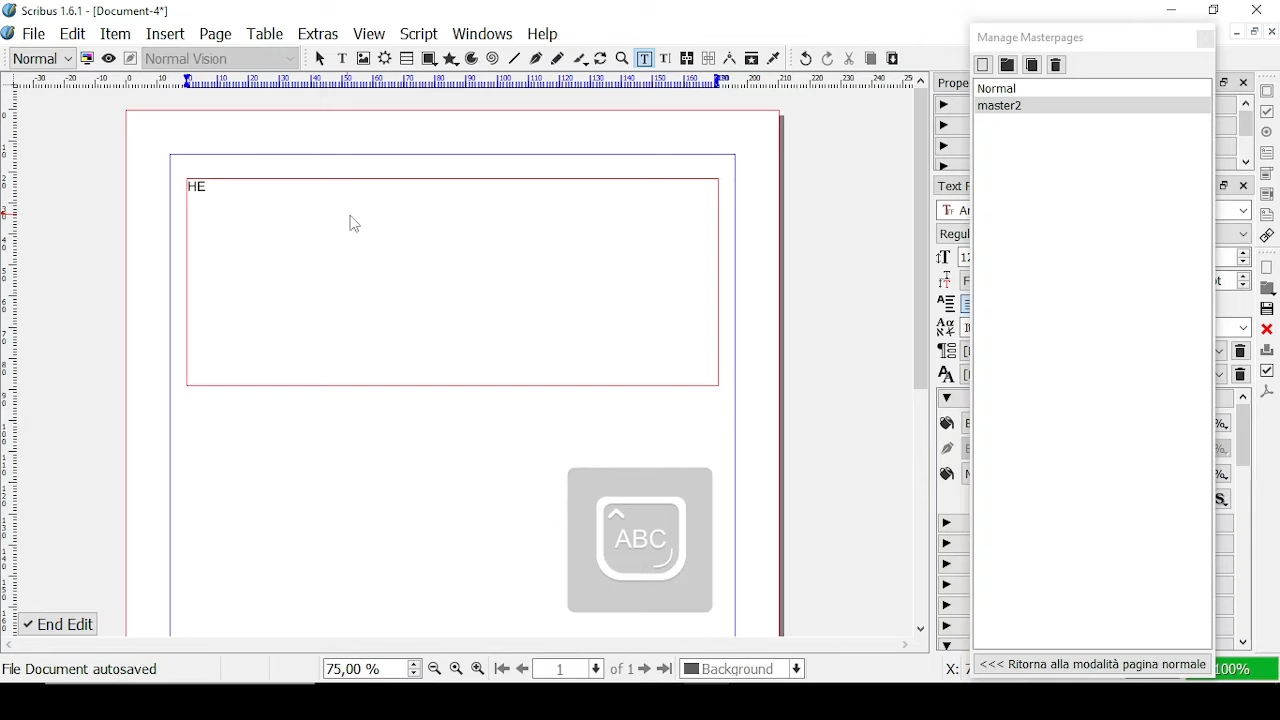 Scribus 1.6.1 - [Document-4*]
File Edit Item Insert Page Table Extras View Script Windows Help
Manage Masterpages
Normal
Normal Vision
Normal
master2
HE
ABC
End Edit
<<< Ritorna alla modalità pagina normale
100%
File Document autosaved
75,00 %
1
of 1
Background
X: